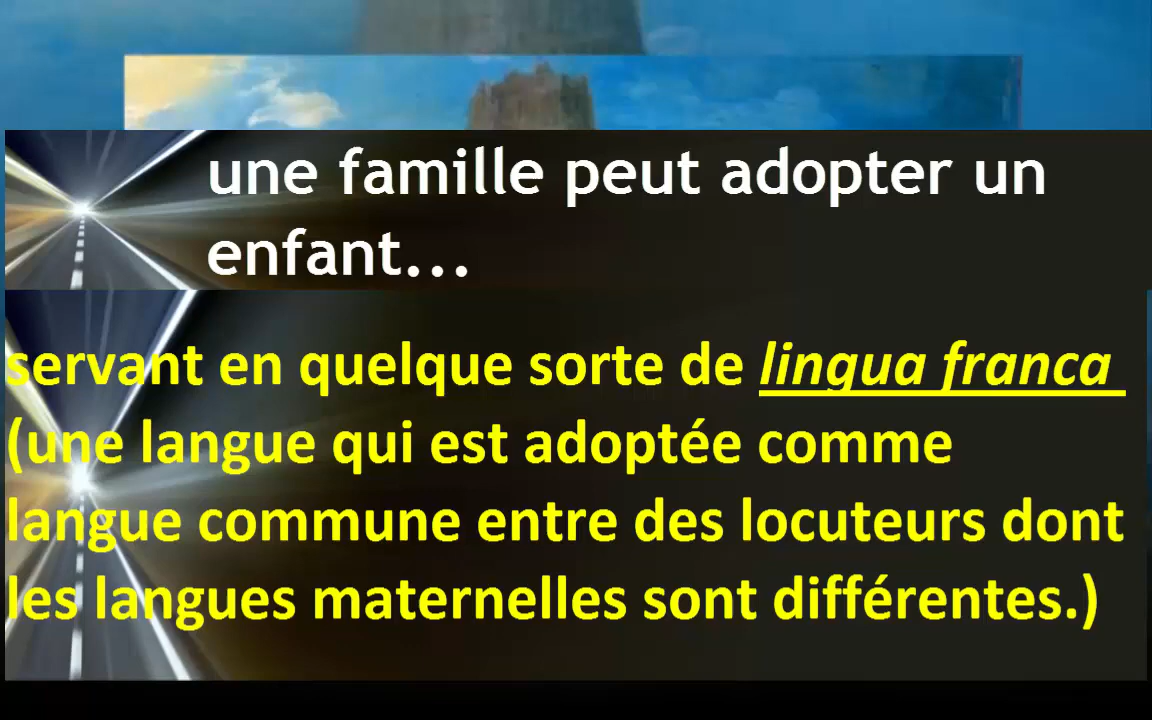 une famille peut adopter un
enfant...
servant en quelque sorte de lingua franca
(une langue qui est adoptée comme
langue commune entre des locuteurs dont
les langues maternelles sont différentes.)